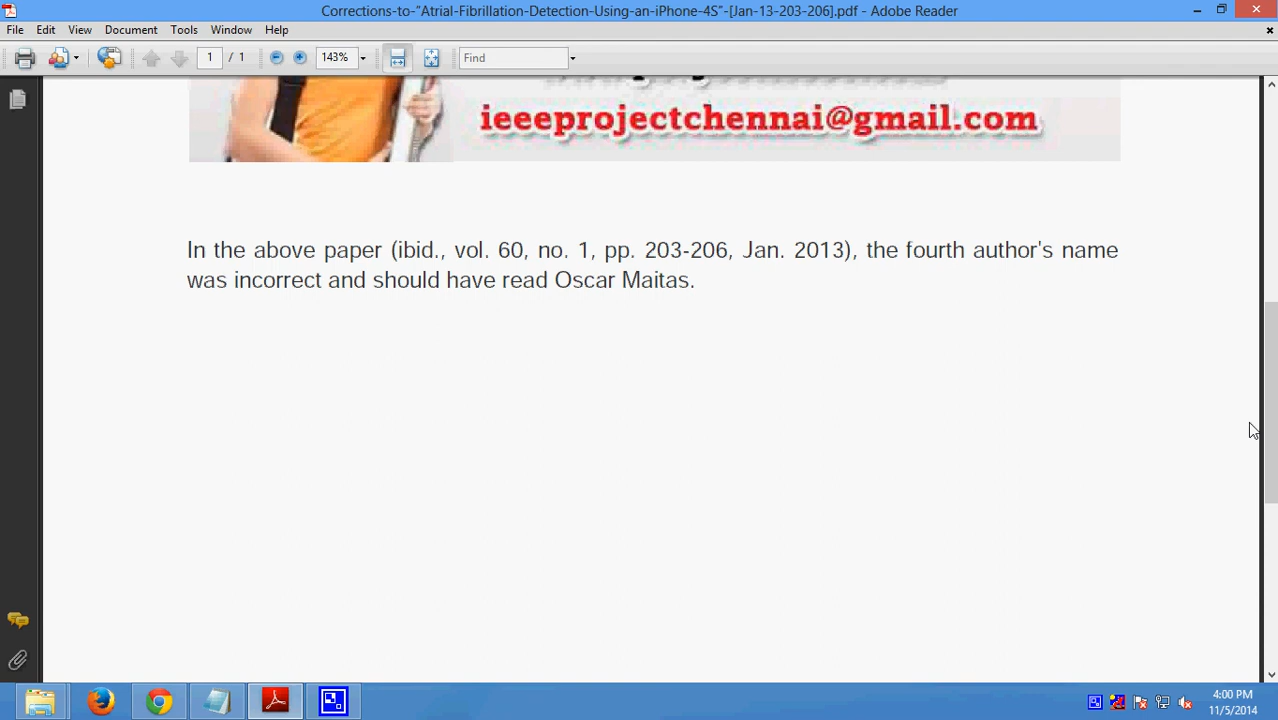 Corrections-to-"Atrial-Fibrillation-Detection-Using-an-iPhone-4S"-[Jan-13-203-206].pdf - Adobe Reader
File Edit View Document Tools Window Help
1 / 1 143% Find
ieeeprojectchennai@gmail.com
In the above paper (ibid., vol. 60, no. 1, pp. 203-206, Jan. 2013), the fourth author's name
was incorrect and should have read Oscar Maitas.
4:00 PM
11/5/2014